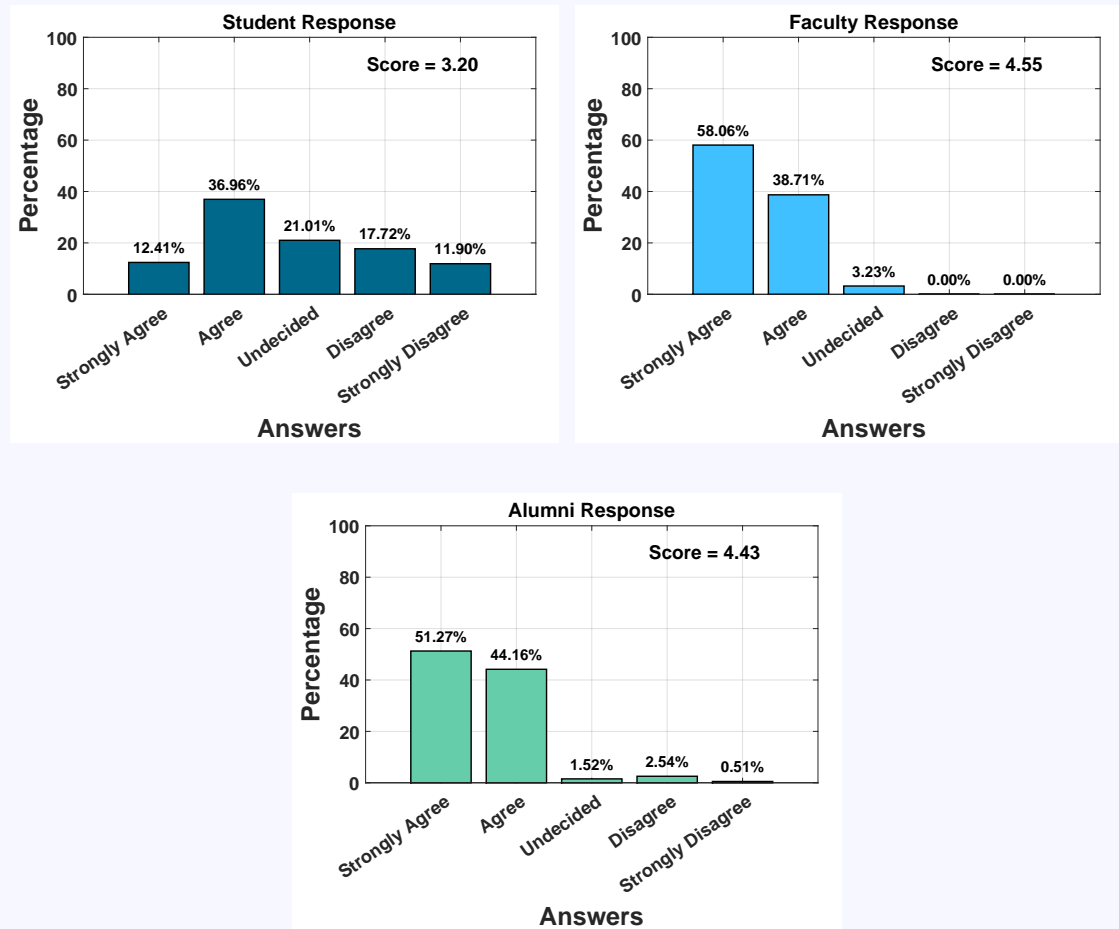 Student Response
Score = 3.20
Percentage
100
80
60
40
20
0
12.41%
36.96%
21.01%
17.72%
11.90%
Strongly Agree
Agree
Undecided
Disagree
Strongly Disagree
Answers
Faculty Response
Score = 4.55
Percentage
100
80
60
40
20
0
58.06%
38.71%
3.23%
0.00%
0.00%
Strongly Agree
Agree
Undecided
Disagree
Strongly Disagree
Answers
Alumni Response
Score = 4.43
Percentage
100
80
60
40
20
0
51.27%
44.16%
1.52%
2.54%
0.51%
Strongly Agree
Agree
Undecided
Disagree
Strongly Disagree
Answers